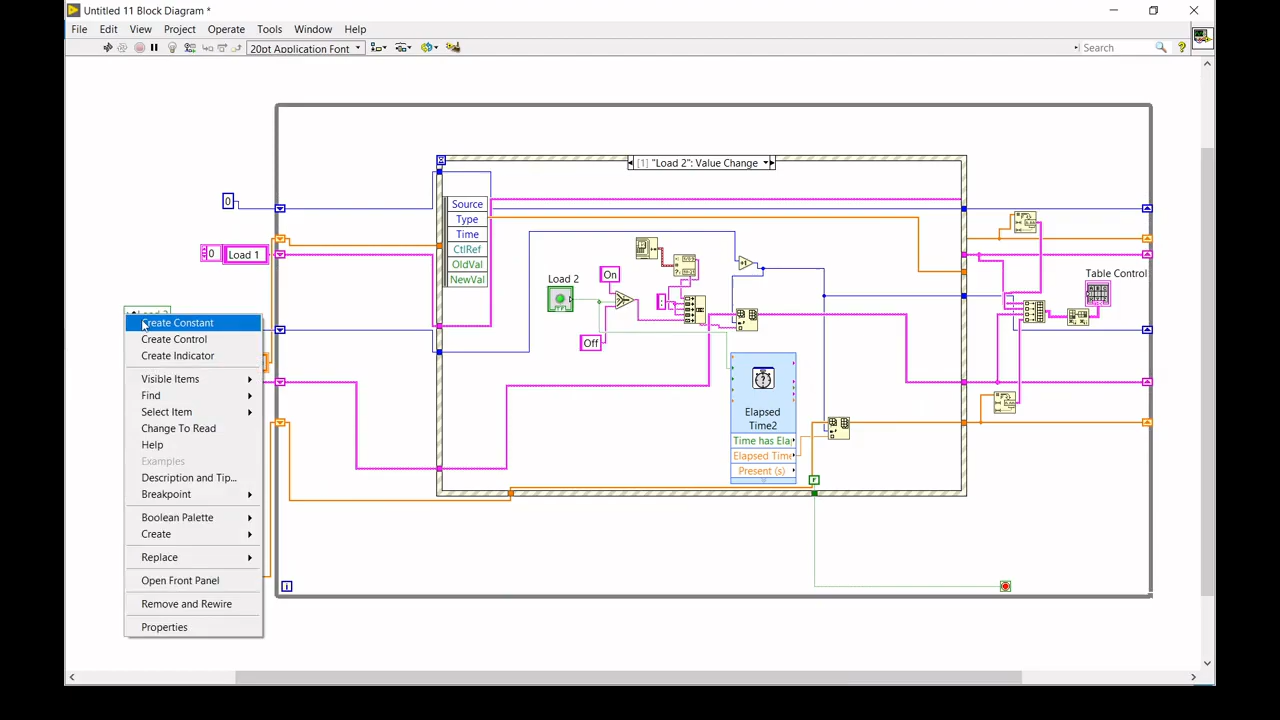 Untitled 11 Block Diagram *
File Edit View Project Tools Window Help
20pt Application Font
Search
[1] "Load 2": Value Change
0
0 Load 1
Source
Type
Time
CtlRef
OldVal
NewVal
Load 2
On
Off
+1
Elapsed
Time2
Time has Ela
Elapsed Time
Present (s)
F
Table Control
i
Create Constant
Create Control
Create Indicator
Visible Items
Find
Select Item
Change To Read
Help
Examples
Description and Tip...
Breakpoint
Boolean Palette
Create
Replace
Open Front Panel
Remove and Rewire
Properties